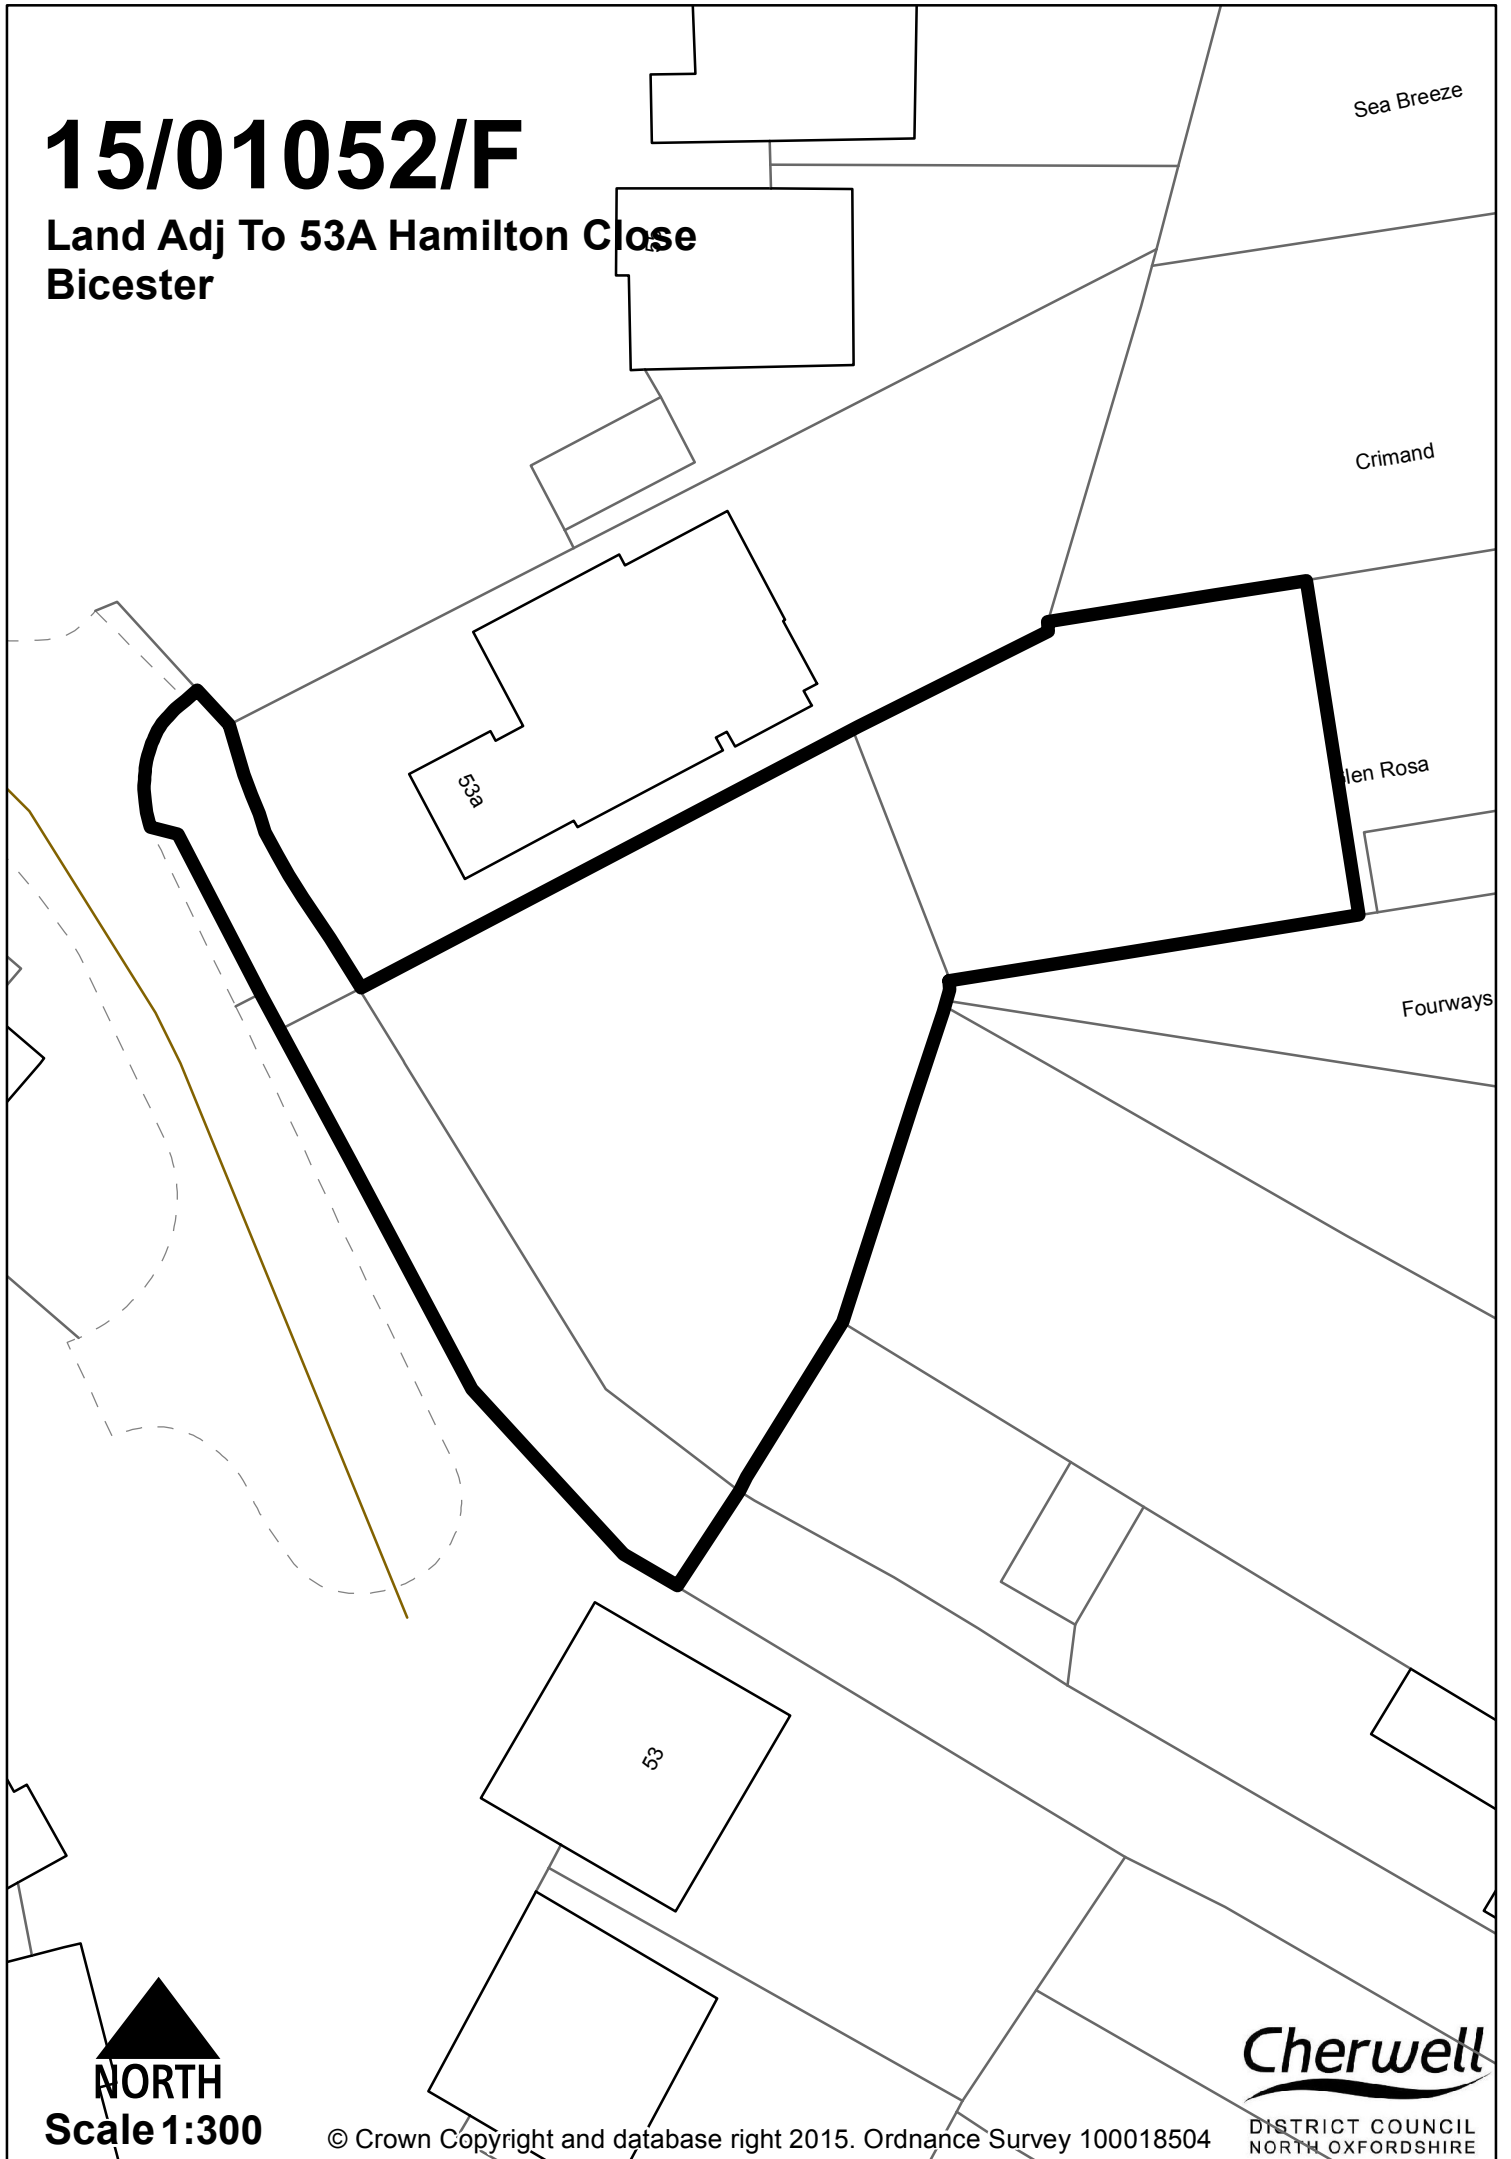 15/01052/F
Land Adj To 53A Hamilton Close
Bicester
Sea Breeze
Crimand
53a
len Rosa
Fourways
53
NORTH
Scale 1:300
© Crown Copyright and database right 2015. Ordnance Survey 100018504
Cherwell
DISTRICT COUNCIL
NORTH OXFORDSHIRE